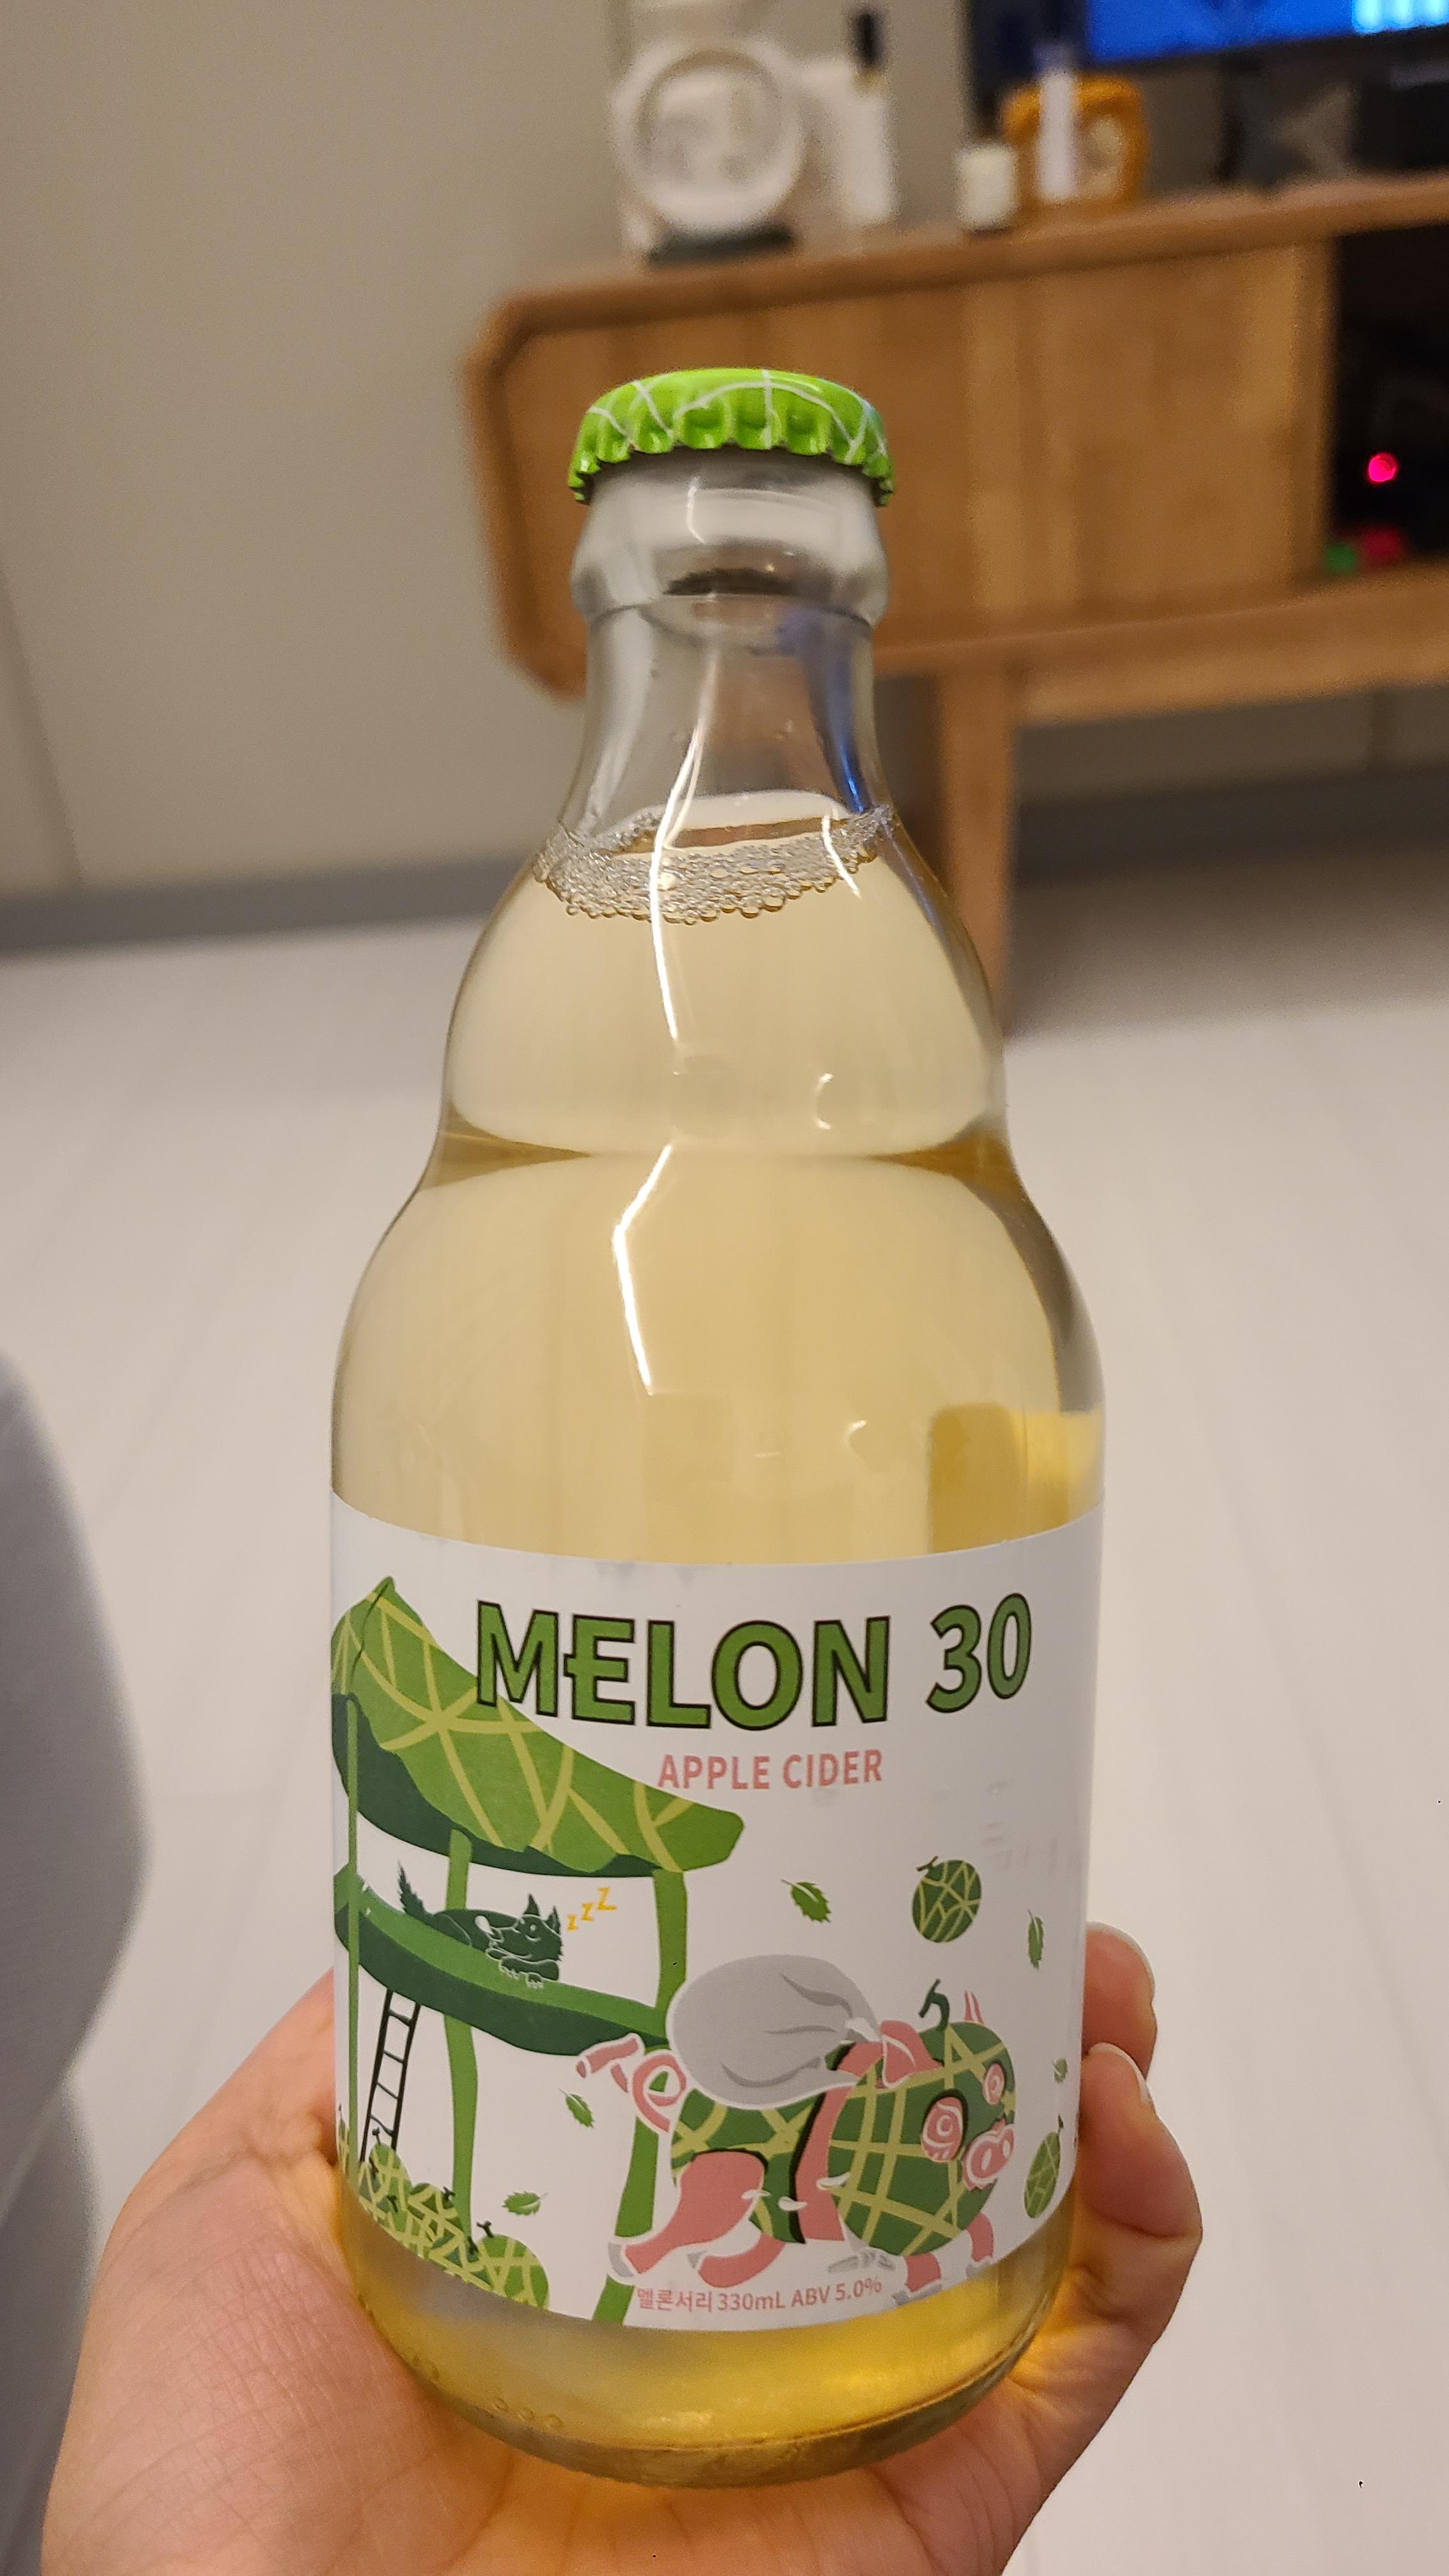 MELON 30
APPLE CIDER
z z Z
멜론서리 330mL ABV 5.0%